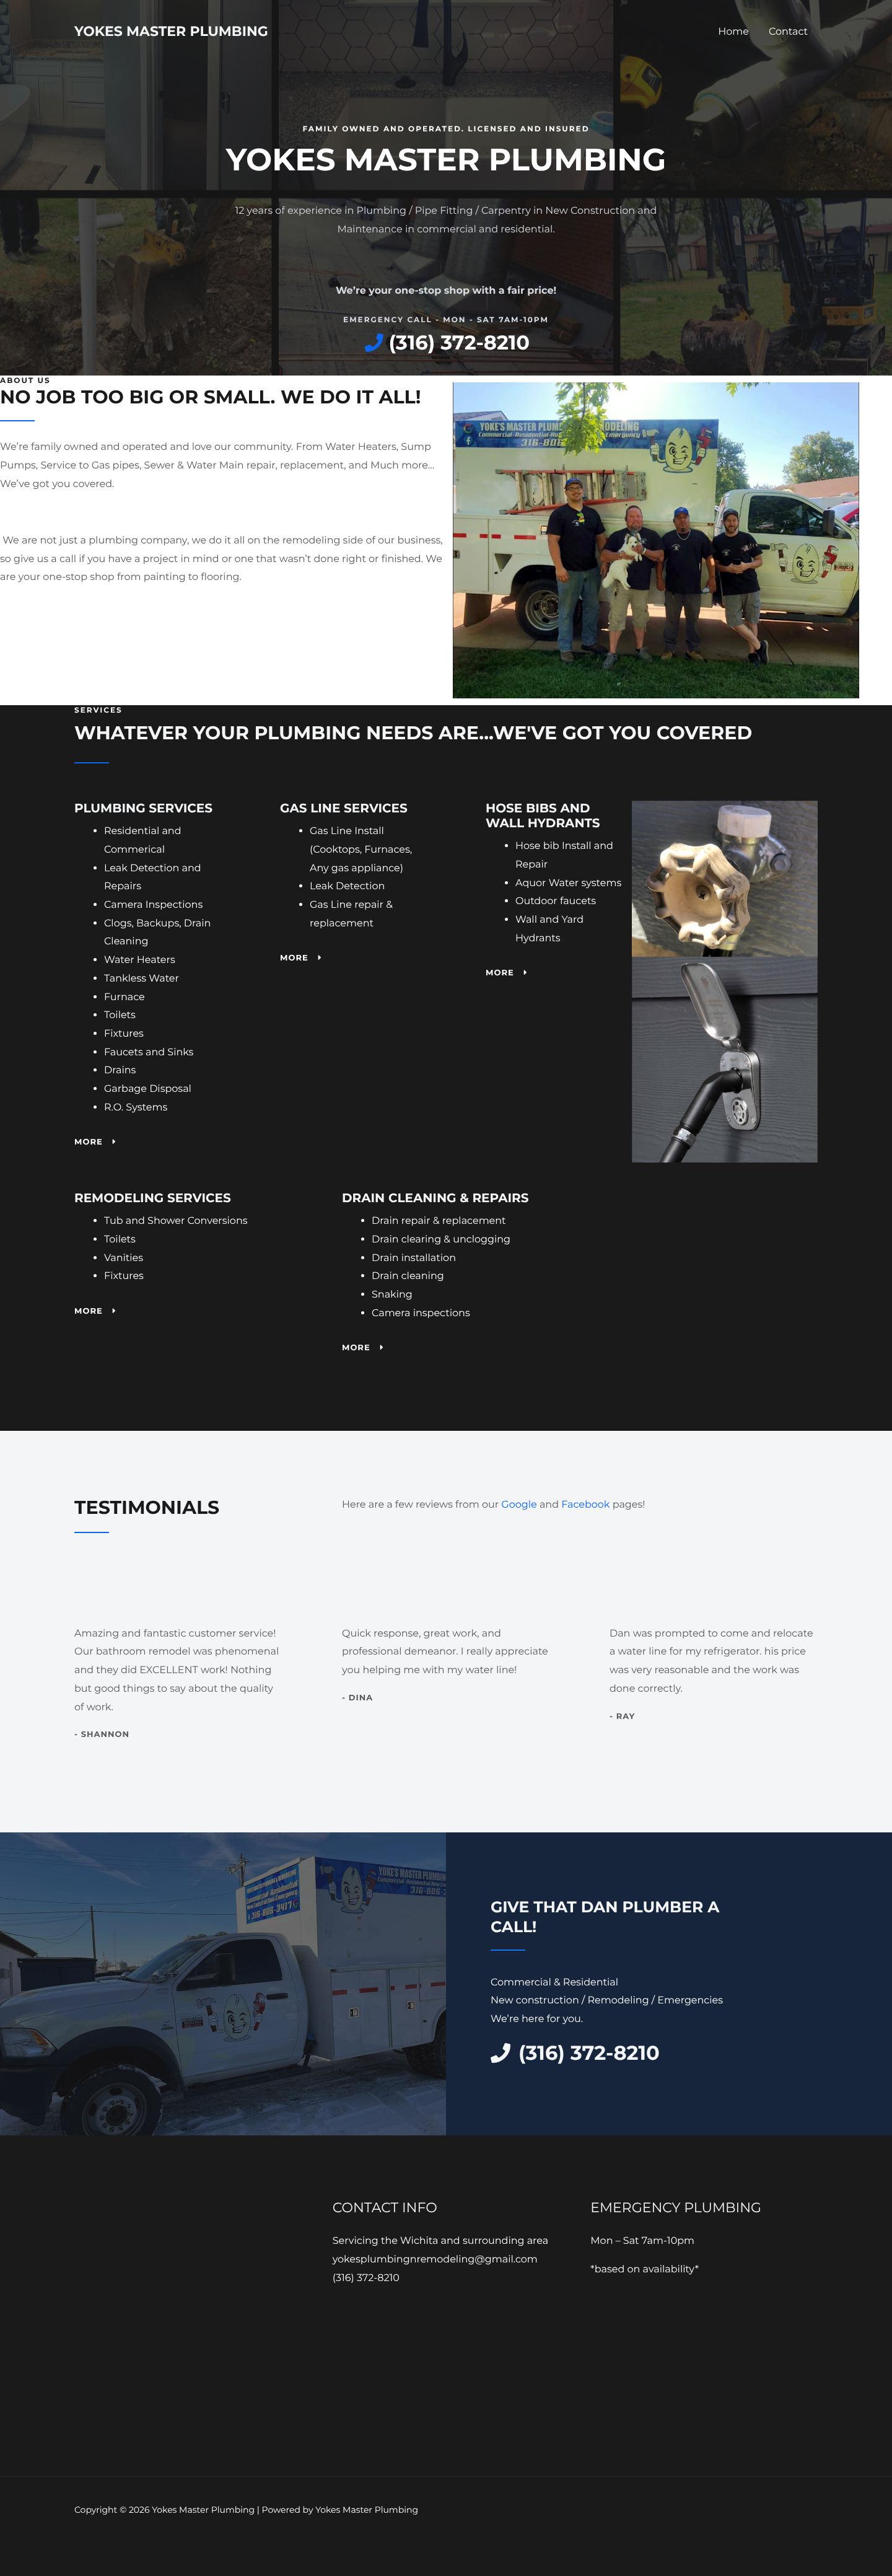 YOKES MASTER PLUMBING
Home Contact
FAMILY OWNED AND OPERATED. LICENSED AND INSURED
YOKES MASTER PLUMBING
12 years of experience in Plumbing / Pipe Fitting / Carpentry in New Construction and
Maintenance in commercial and residential.
We're your one-stop shop with a fair price!
EMERGENCY CALL - MON - SAT 7AM-10PM
(316) 372-8210
ABOUT US
NO JOB TOO BIG OR SMALL. WE DO IT ALL!
We're family owned and operated and love our community. From Water Heaters, Sump
Pumps, Service to Gas pipes, Sewer & Water Main repair, replacement, and Much more...
We've got you covered.
We are not just a plumbing company, we do it all on the remodeling side of our business,
so give us a call if you have a project in mind or one that wasn't done right or finished. We
are your one-stop shop from painting to flooring.
YOKE'S MASTER PLUMB
SERVICES
WHATEVER YOUR PLUMBING NEEDS ARE...WE'VE GOT YOU COVERED
PLUMBING SERVICES
Residential and
Commerical
Leak Detection and
Repairs
Camera Inspections
Clogs, Backups, Drain
Cleaning
Water Heaters
Tankless Water
Furnace
Toilets
Fixtures
Faucets and Sinks
Drains
Garbage Disposal
R.O. Systems
MORE
GAS LINE SERVICES
Gas Line Install
(Cooktops, Furnaces,
Any gas appliance)
Leak Detection
Gas Line repair &
replacement
MORE
HOSE BIBS AND
WALL HYDRANTS
Hose bib Install and
Repair
Aquor Water systems
Outdoor faucets
Wall and Yard
Hydrants
MORE
REMODELING SERVICES
Tub and Shower Conversions
Toilets
Vanities
Fixtures
MORE
DRAIN CLEANING & REPAIRS
Drain repair & replacement
Drain clearing & unclogging
Drain installation
Drain cleaning
Snaking
Camera inspections
MORE
TESTIMONIALS
Here are a few reviews from our Google and Facebook pages!
Amazing and fantastic customer service!
Our bathroom remodel was phenomenal
and they did EXCELLENT work! Nothing
but good things to say about the quality
of work.
- SHANNON
Quick response, great work, and
professional demeanor. I really appreciate
you helping me with my water line!
- DINA
Dan was prompted to come and relocate
a water line for my refrigerator. his price
was very reasonable and the work was
done correctly.
- RAY
YOKE'S MASTER PLUMBING
GIVE THAT DAN PLUMBER A
CALL!
Commercial & Residential
New construction / Remodeling / Emergencies
We're here for you.
(316) 372-8210
CONTACT INFO
Servicing the Wichita and surrounding area
yokesplumbingnremodeling@gmail.com
(316) 372-8210
EMERGENCY PLUMBING
Mon – Sat 7am-10pm
*based on availability*
Copyright © 2026 Yokes Master Plumbing | Powered by Yokes Master Plumbing